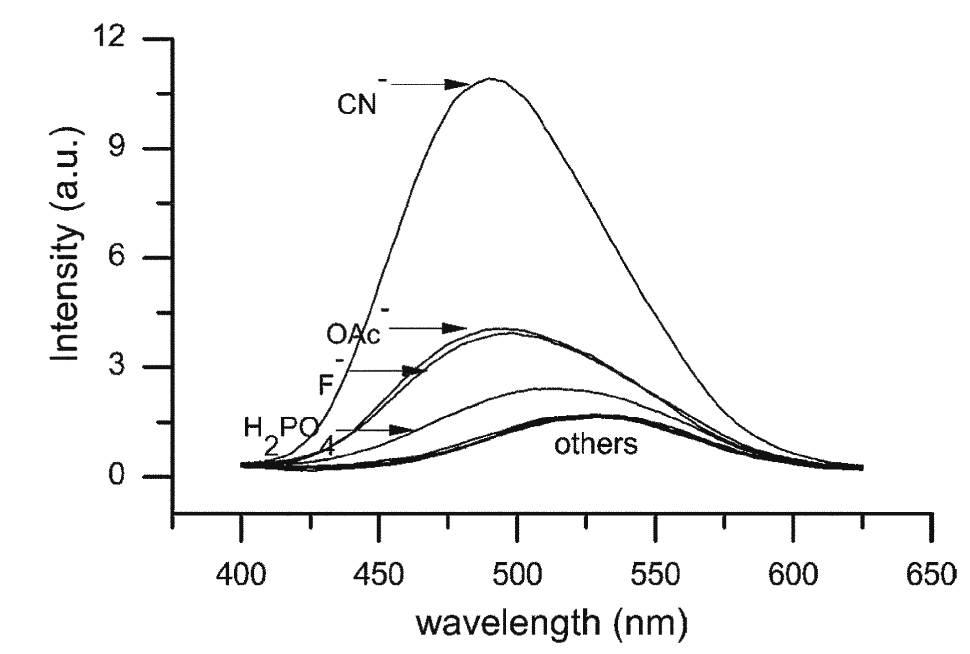 12
9
6
3
0
Intensity (a.u.)
CN-
OAc-
F-
H2PO4
others
400 450 500 550 600 650
wavelength (nm)